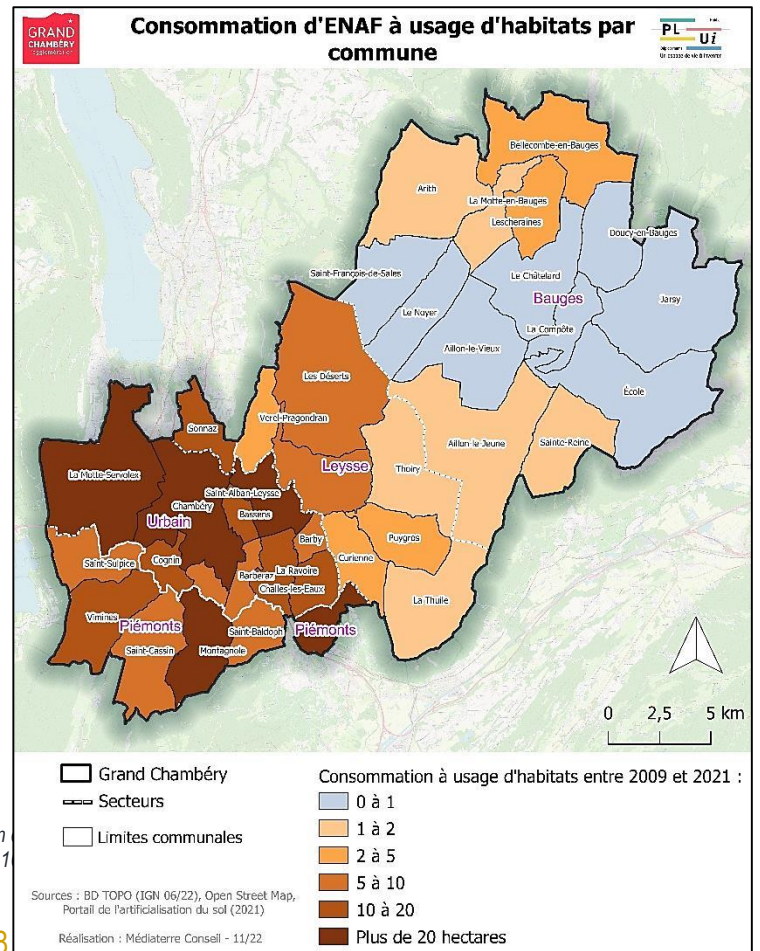 GRAND
CHAMBÉRY
agglomération
Consommation d'ENAF à usage d'habitats par
commune
PL
Ui
Un espace de vie à inventer
Bellecombe-en-Bauges
Arith
La Motte-en-Bauges
Lescheraines
Doucy-en-Bauges
Saint-François-de-Sales
Le Châtelard
Bauges
Jarsy
Le Noyer
La Compôte
Aillon-le-Vieux
École
Les Déserts
Verel-Pragondran
Sonnaz
Aillon-le-Jeune
Sainte-Reine
La Motte-Servolex
Leysse
Thoiry
Saint-Alban-Leysse
Chambéry
Bassens
Urbain
Puygros
Barby
Curienne
Saint-Sulpice
Cognin
La Ravoire
Barberaz
Challes-les-Eaux
La Thuile
Vimines
Piémonts
Saint-Baldoph
Piémonts
Saint-Cassin
Montagnole
0 2,5 5 km
Grand Chambéry
Secteurs
Limites communales
Consommation à usage d'habitats entre 2009 et 2021 :
0 à 1
1 à 2
2 à 5
5 à 10
10 à 20
Plus de 20 hectares
Sources : BD TOPO (IGN 06/22), Open Street Map,
Portail de l'artificialisation du sol (2021)
Réalisation : Médiaterre Conseil - 11/22